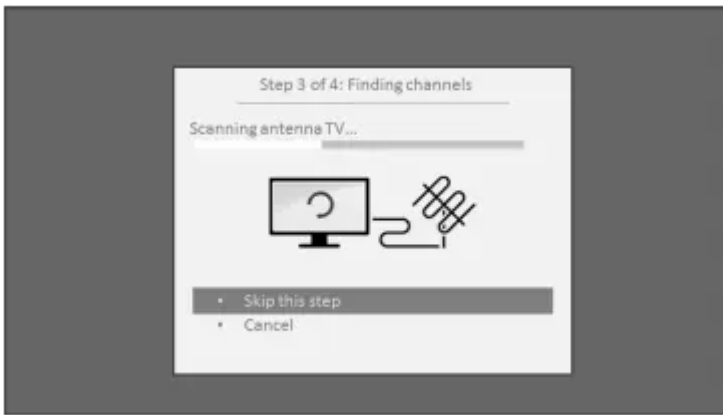 Step 3 of 4: Finding channels
Scanning antenna TV...
• Skip this step
• Cancel